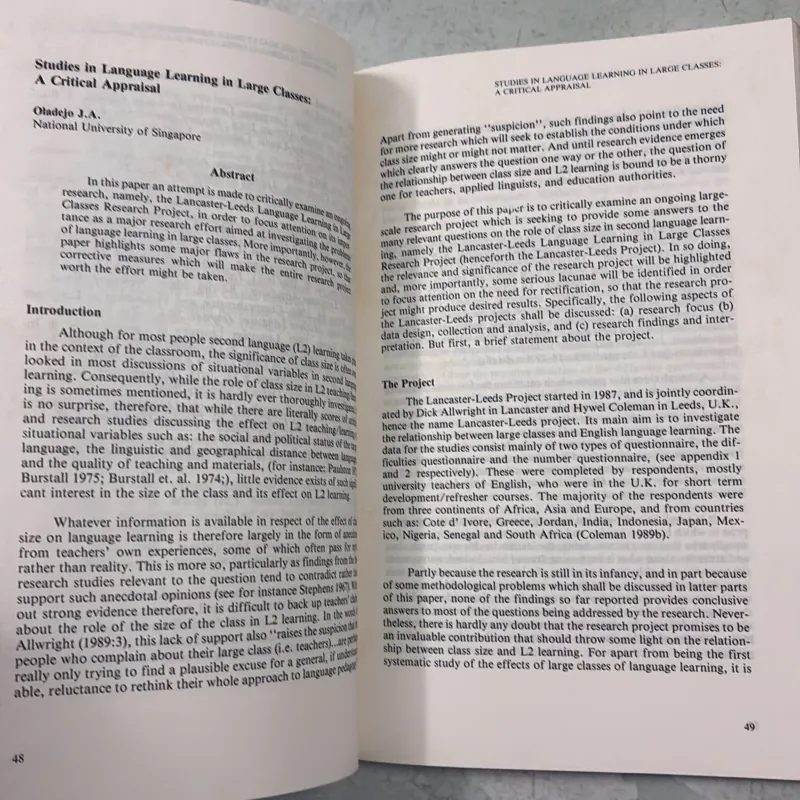 Studies in Language Learning in Large Classes:
A Critical Appraisal
Oladejo J.A.
National University of Singapore
Abstract
In this paper an attempt is made to critically examine an ongoing
research, namely, the Lancaster-Leeds Language Learning in Large
Classes Research Project, in order to focus attention on its impor-
tance as a major research effort aimed at investigating the problems
of language learning in large classes. More importantly, however, the
paper highlights some major flaws in the research project, so that
corrective measures which will make the entire research project
worth the effort might be taken.
Introduction
Although for most people second language (L2) learning takes place
in the context of the classroom, the significance of class size is often
looked in most discussions of situational variables in second language
learning. Consequently, while the role of class size in L2 teaching/learn-
ing is sometimes mentioned, it is hardly ever thoroughly investigated.
is no surprise, therefore, that while there are literally scores of
and research studies discussing the effect on L2 teaching/learning of
situational variables such as: the social and political status of the
language, the linguistic and geographical distance between
and the quality of teaching and materials, (for instance:
Burstall 1975; Burstall et. al. 1974;), little evidence exists of such
cant interest in the size of the class and its effect on L2 learning.
Whatever information is available in respect of the effect of
size on language learning is therefore largely in the form of
from teachers' own experiences, some of which often pass for
rather than reality. This is more so, particularly as findings from the
research studies relevant to the question tend to contradict rather
support such anecdotal opinions (see for instance Stephens 1967).
out strong evidence therefore, it is difficult to back up teachers'
about the role of the size of the class in L2 learning. In the words
Allwright (1989:3), this lack of support also "raises the suspicion that
people who complain about their large class (i.e. teachers)...are
really only trying to find a plausible excuse for a general, if understand-
able, reluctance to rethink their whole approach to language
48
STUDIES IN LANGUAGE LEARNING IN LARGE CLASSES:
A CRITICAL APPRAISAL
Apart from generating "suspicion", such findings also point to the need
for more research which will seek to establish the conditions under which
class size might or might not matter. And until research evidence emerges
which clearly answers the question one way or the other, the question of
the relationship between class size and L2 learning is bound to be a thorny
one for teachers, applied linguists, and education authorities.
The purpose of this paper is to critically examine an ongoing large-
scale research project which is seeking to provide some answers to the
many relevant questions on the role of class size in second language learn-
ing, namely the Lancaster-Leeds Language Learning in Large Classes
Research Project (henceforth the Lancaster-Leeds Project). In so doing,
the relevance and significance of the research project will be highlighted
and, more importantly, some serious lacunae will be identified in order
to focus attention on the need for rectification, so that the research pro-
ject might produce desired results. Specifically, the following aspects of
the Lancaster-Leeds projects shall be discussed: (a) research focus (b)
data design, collection and analysis, and (c) research findings and inter-
pretation. But first, a brief statement about the project.
The Project
The Lancaster-Leeds Project started in 1987, and is jointly coordin-
ated by Dick Allwright in Lancaster and Hywel Coleman in Leeds, U.K.,
hence the name Lancaster-Leeds project. Its main aim is to investigate
the relationship between large classes and English language learning. The
data for the studies consist mainly of two types of questionnaire, the dif-
ficulties questionnaire and the number questionnaire, (see appendix 1
and 2 respectively). These were completed by respondents, mostly
university teachers of English, who were in the U.K. for short term
development/refresher courses. The majority of the respondents were
from three continents of Africa, Asia and Europe, and from countries
such as: Cote d' Ivore, Greece, Jordan, India, Indonesia, Japan, Mex-
ico, Nigeria, Senegal and South Africa (Coleman 1989b).
Partly because the research is still in its infancy, and in part because
of some methodological problems which shall be discussed in latter parts
of this paper, none of the findings so far reported provides conclusive
answers to most of the questions being addressed by the research. Never-
theless, there is hardly any doubt that the research project promises to be
an invaluable contribution that should throw some light on the relation-
ship between class size and L2 learning. For apart from being the first
systematic study of the effects of large classes of language learning, it is
49